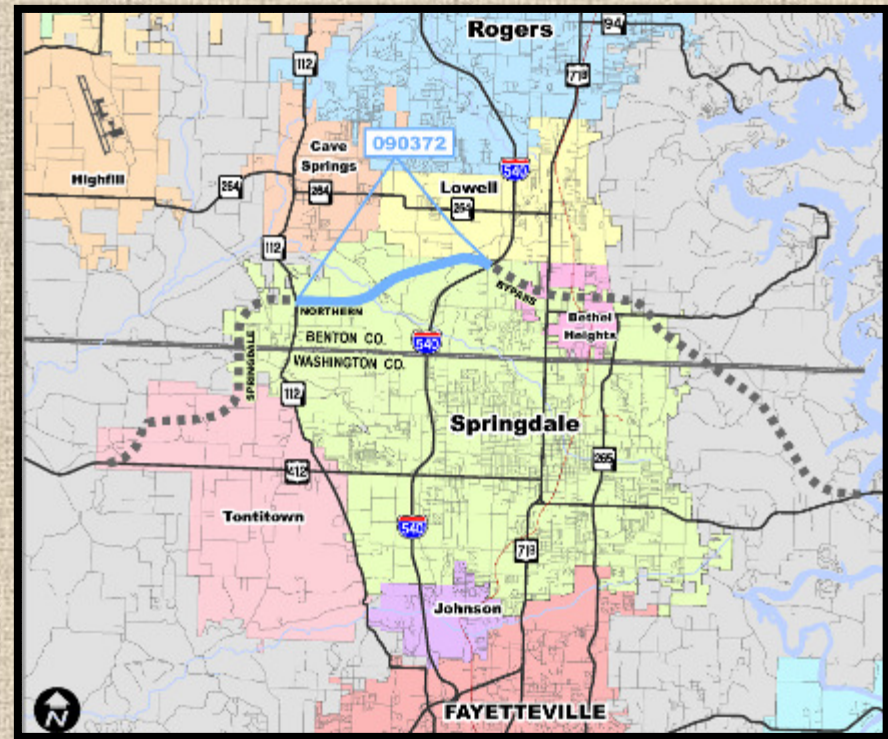 Rogers
94
112
71B
Cave
Springs
090372
540
Highfill
264
264
Lowell
264
112
BYPASS
NORTHERN
Bethel
Heights
BENTON CO.
540
WASHINGTON CO.
SPRINGDALE
112
Springdale
265
412
Tontitown
540
71B
Johnson
N
FAYETTEVILLE